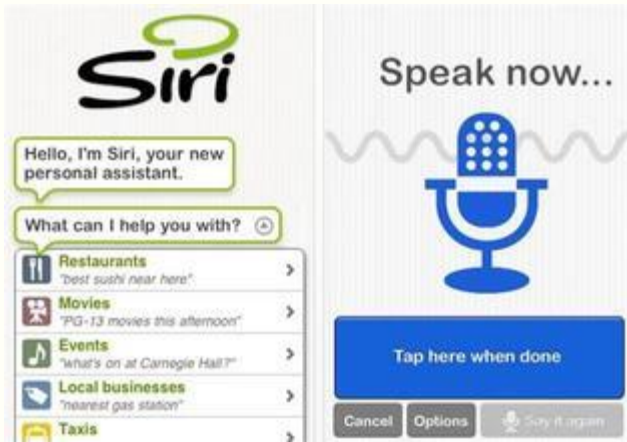 Siri
Hello, I'm Siri, your new
personal assistant.
What can I help you with?
Restaurants
"best sushi near here"
Movies
"PG-13 movies this afternoon"
Events
"what's on at Carnegie Hall?"
Local businesses
"nearest gas station"
Taxis
Speak now...
Tap here when done
Cancel
Options
Say it again